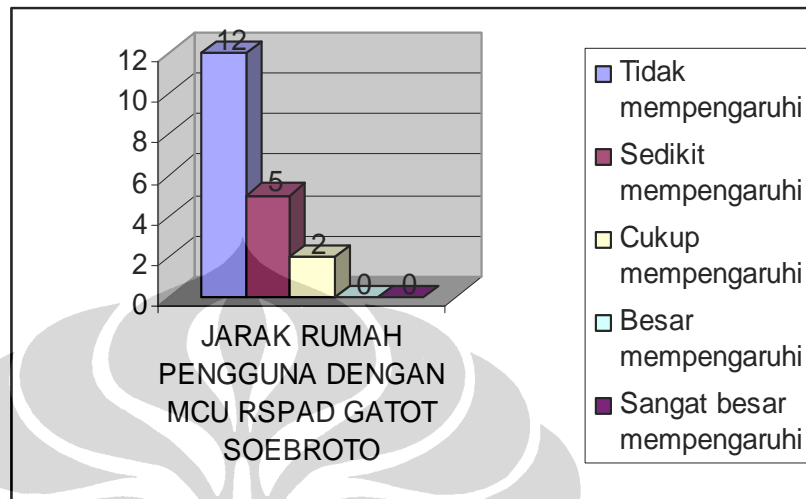 12
10
8
6
4
2
0
12
5
2
0
0
JARAK RUMAH
PENGGUNA DENGAN
MCU RSPAD GATOT
SOEBROTO
Tidak
mempengaruhi
Sedikit
mempengaruhi
Cukup
mempengaruhi
Besar
mempengaruhi
Sangat besar
mempengaruhi